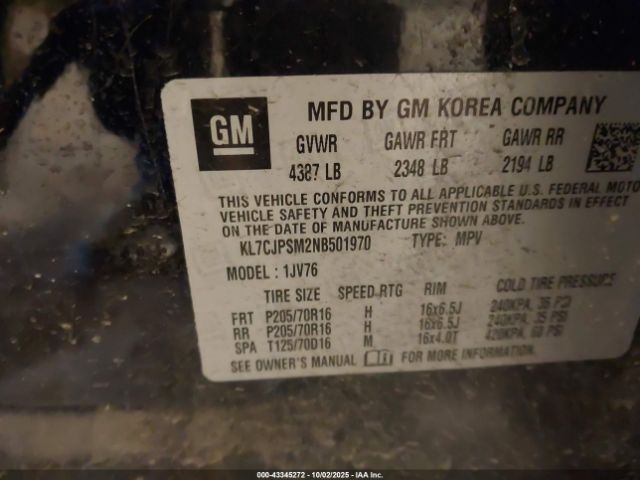 GM
MFD BY GM KOREA COMPANY
GVWR GAWR FRT GAWR RR
4387 LB 2348 LB 2194 LB
THIS VEHICLE CONFORMS TO ALL APPLICABLE U.S. FEDERAL MOTO
VEHICLE SAFETY AND THEFT PREVENTION STANDARDS IN EFFECT
ON THE DATE OF MANUFACTURE SHOWN ABOVE.
KL7CJPSM2NB501970 TYPE: MPV
MODEL: 1JV76
TIRE SIZE SPEED RTG RIM COLD TIRE PRESSURE
FRT P205/70R16 H 16x6.5J 240KPA, 35 PSI
RR P205/70R16 H 16x6.5J 240KPA, 35 PSI
SPA T125/70D16 M 16x4.0T 420KPA, 60 PSI
SEE OWNER'S MANUAL FOR MORE INFORMATION.
000-43345272 - 10/02/2025 - IAA Inc.